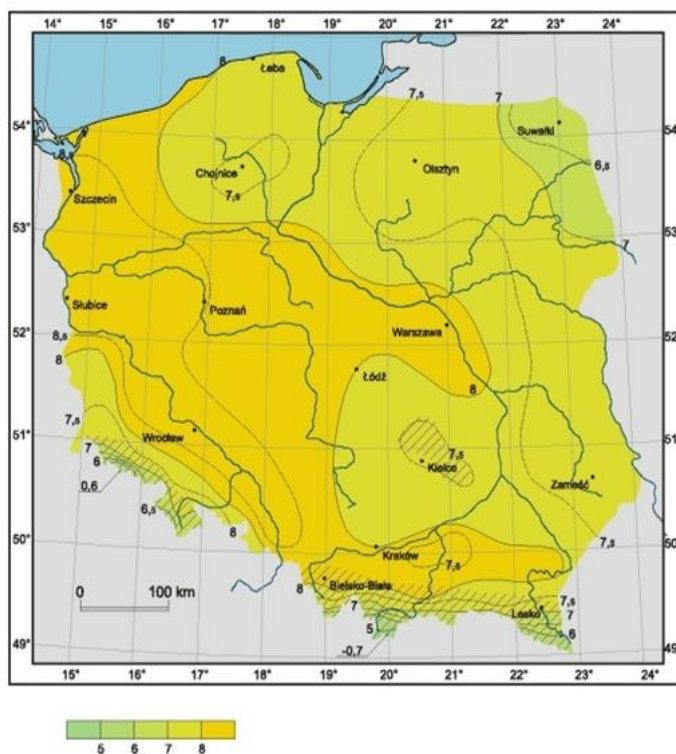 14° 15° 16° 17° 18° 19° 20° 21° 22° 23°
8 Łeba
7,5 7
Suwałki
54° 54
8
6,5
Chojnice Olsztyn
7,5
Szczecin
53° 53
7
Słubice Poznań
Warszawa
52° 52
8,5
8
Łódź 8
7,5
51° Wrocław 51
7
7,5
6 Kielce
0,6 Zamość
6,5
50° 8 7,5 50
Kraków
7,5
0 100 km
8 Bielsko-Biała
7,5
7 Lesko 7
5 6
49° -0,7 49
15° 16° 17° 18° 19° 20° 21° 22° 23° 24°
5 6 7 8